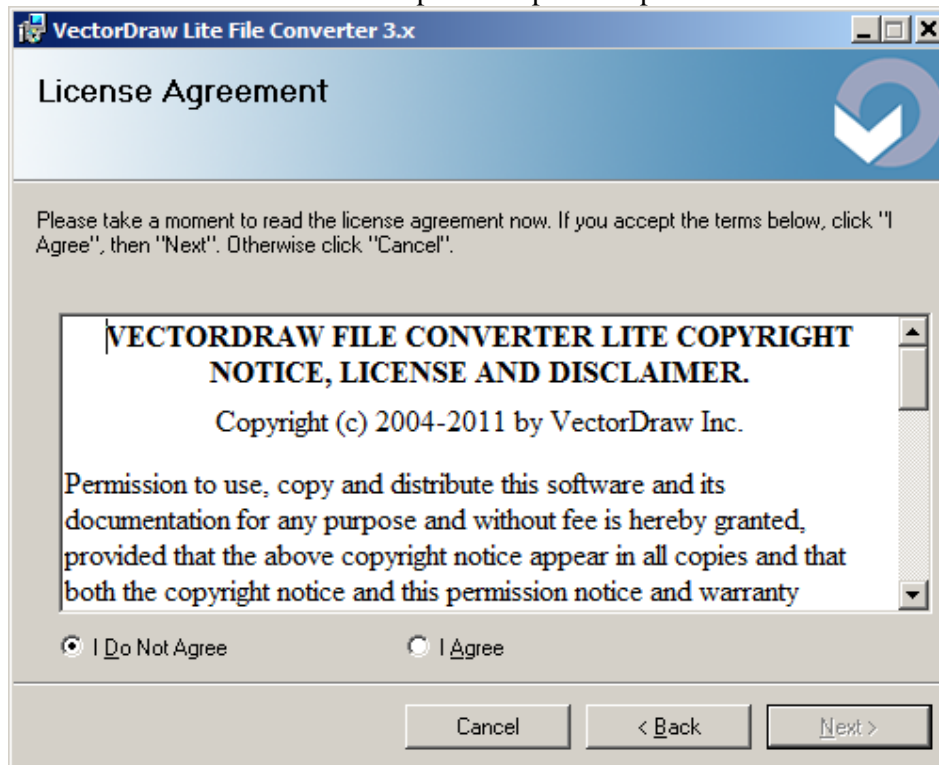 VectorDraw Lite File Converter 3.x
License Agreement
Please take a moment to read the license agreement now. If you accept the terms below, click "I
Agree", then "Next". Otherwise click "Cancel".
VECTORDRAW FILE CONVERTER LITE COPYRIGHT
NOTICE, LICENSE AND DISCLAIMER.
Copyright (c) 2004-2011 by VectorDraw Inc.
Permission to use, copy and distribute this software and its
documentation for any purpose and without fee is hereby granted,
provided that the above copyright notice appear in all copies and that
both the copyright notice and this permission notice and warranty
I Do Not Agree I Agree
Cancel < Back Next >